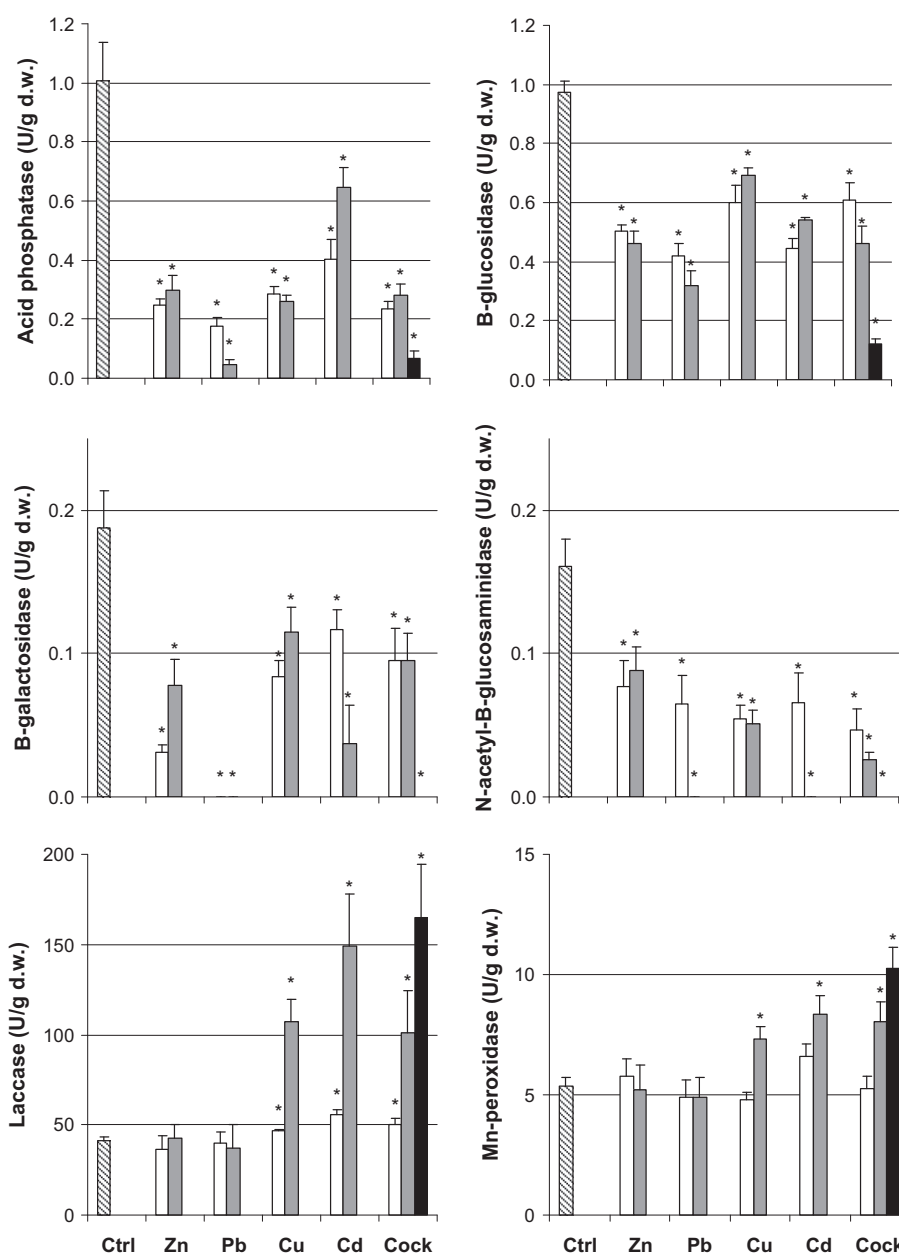 1.2
1.0
0.8
0.6
0.4
0.2
0.0
Acid phosphatase (U/g d.w.)
* * * * * * * * * * *
1.2
1.0
0.8
0.6
0.4
0.2
0.0
B-glucosidase (U/g d.w.)
* * * * * * * * * * *
0.2
0.1
0.0
B-galactosidase (U/g d.w.)
* * * * * * * * * *
0.2
0.1
0.0
N-acetyl-B-glucosaminidase (U/g d.w.)
* * * * * * * * * * *
200
150
100
50
0
Laccase (U/g d.w.)
* * * * * * *
Ctrl Zn Pb Cu Cd Cock
15
10
5
0
Mn-peroxidase (U/g d.w.)
* * * *
Ctrl Zn Pb Cu Cd Cock